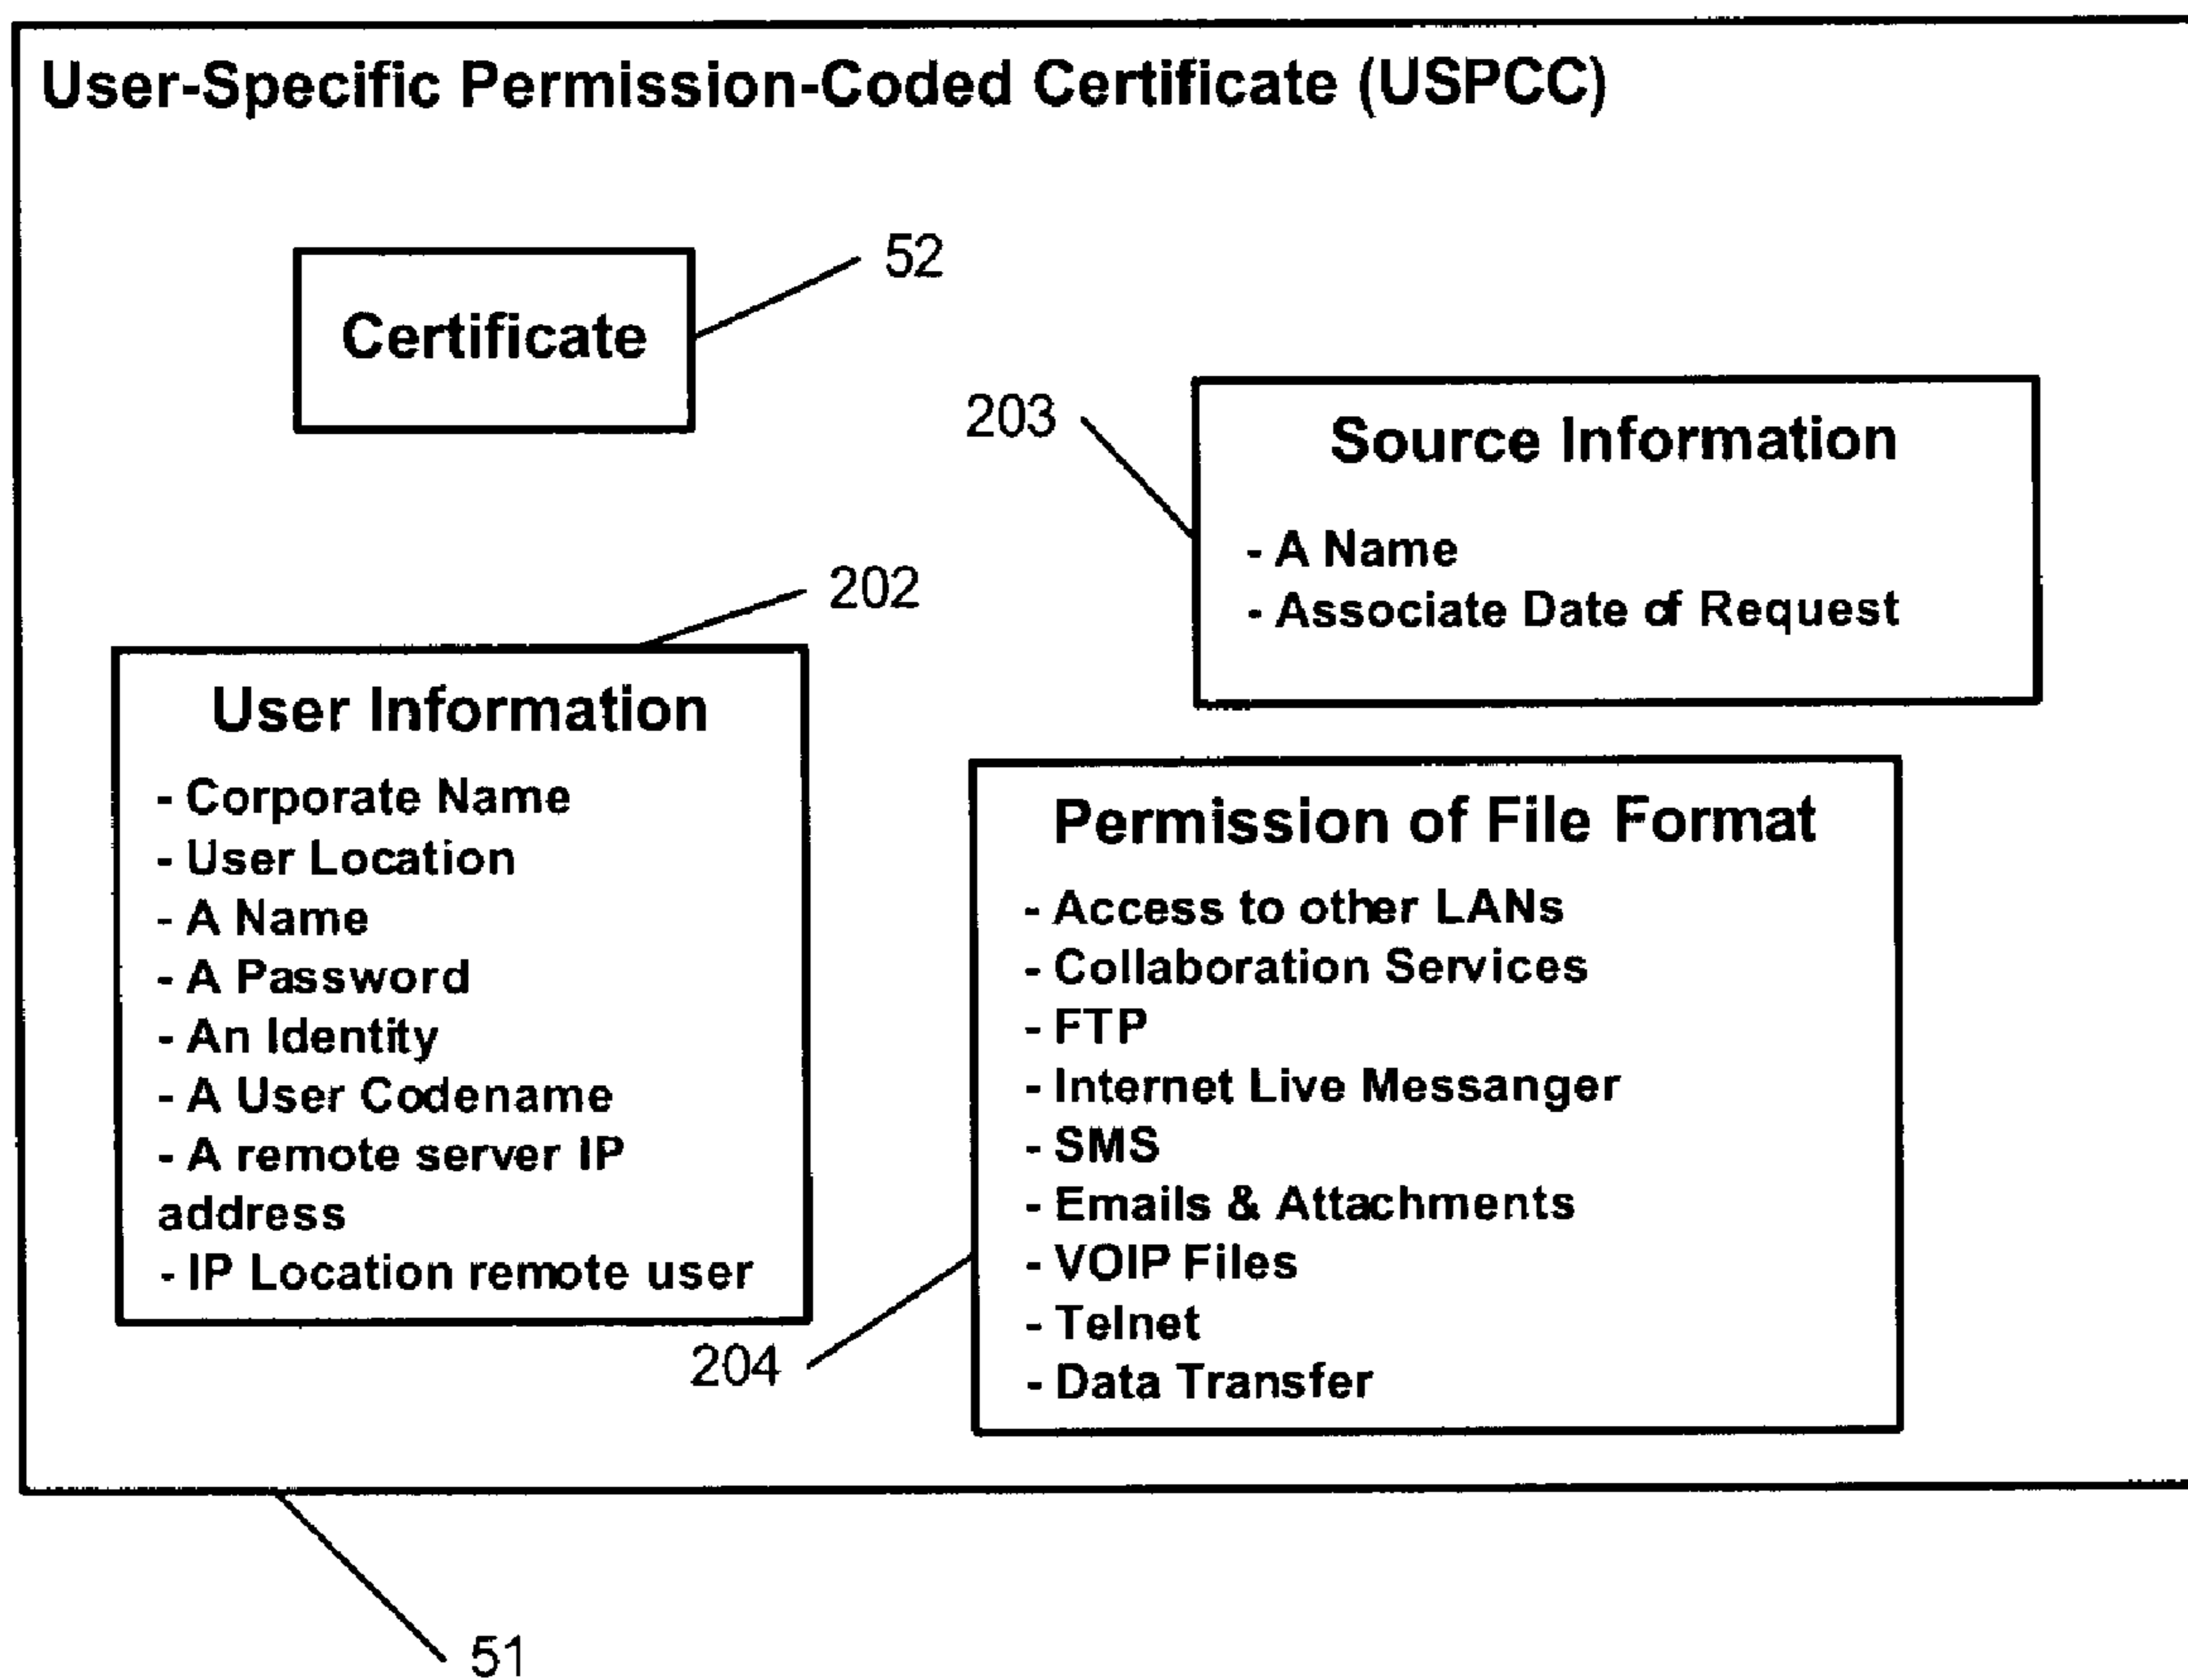 User-Specific Permission-Coded Certificate (USPCC)
52
Certificate
203
Source Information
- A Name
- Associate Date of Request
202
User Information
- Corporate Name
- User Location
- A Name
- A Password
- An Identity
- A User Codename
- A remote server IP
address
- IP Location remote user
Permission of File Format
- Access to other LANs
- Collaboration Services
- FTP
- Internet Live Messanger
- SMS
- Emails & Attachments
- VOIP Files
- Telnet
- Data Transfer
204
51